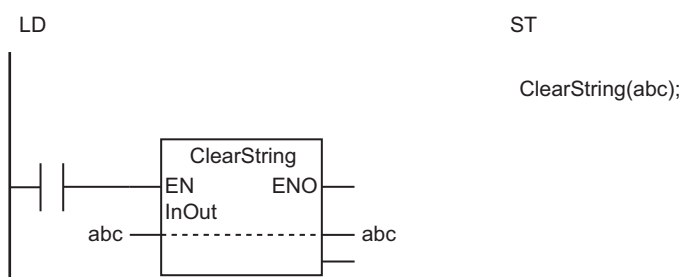 LD
ST
ClearString(abc);
ClearString
EN ENO
InOut
abc abc